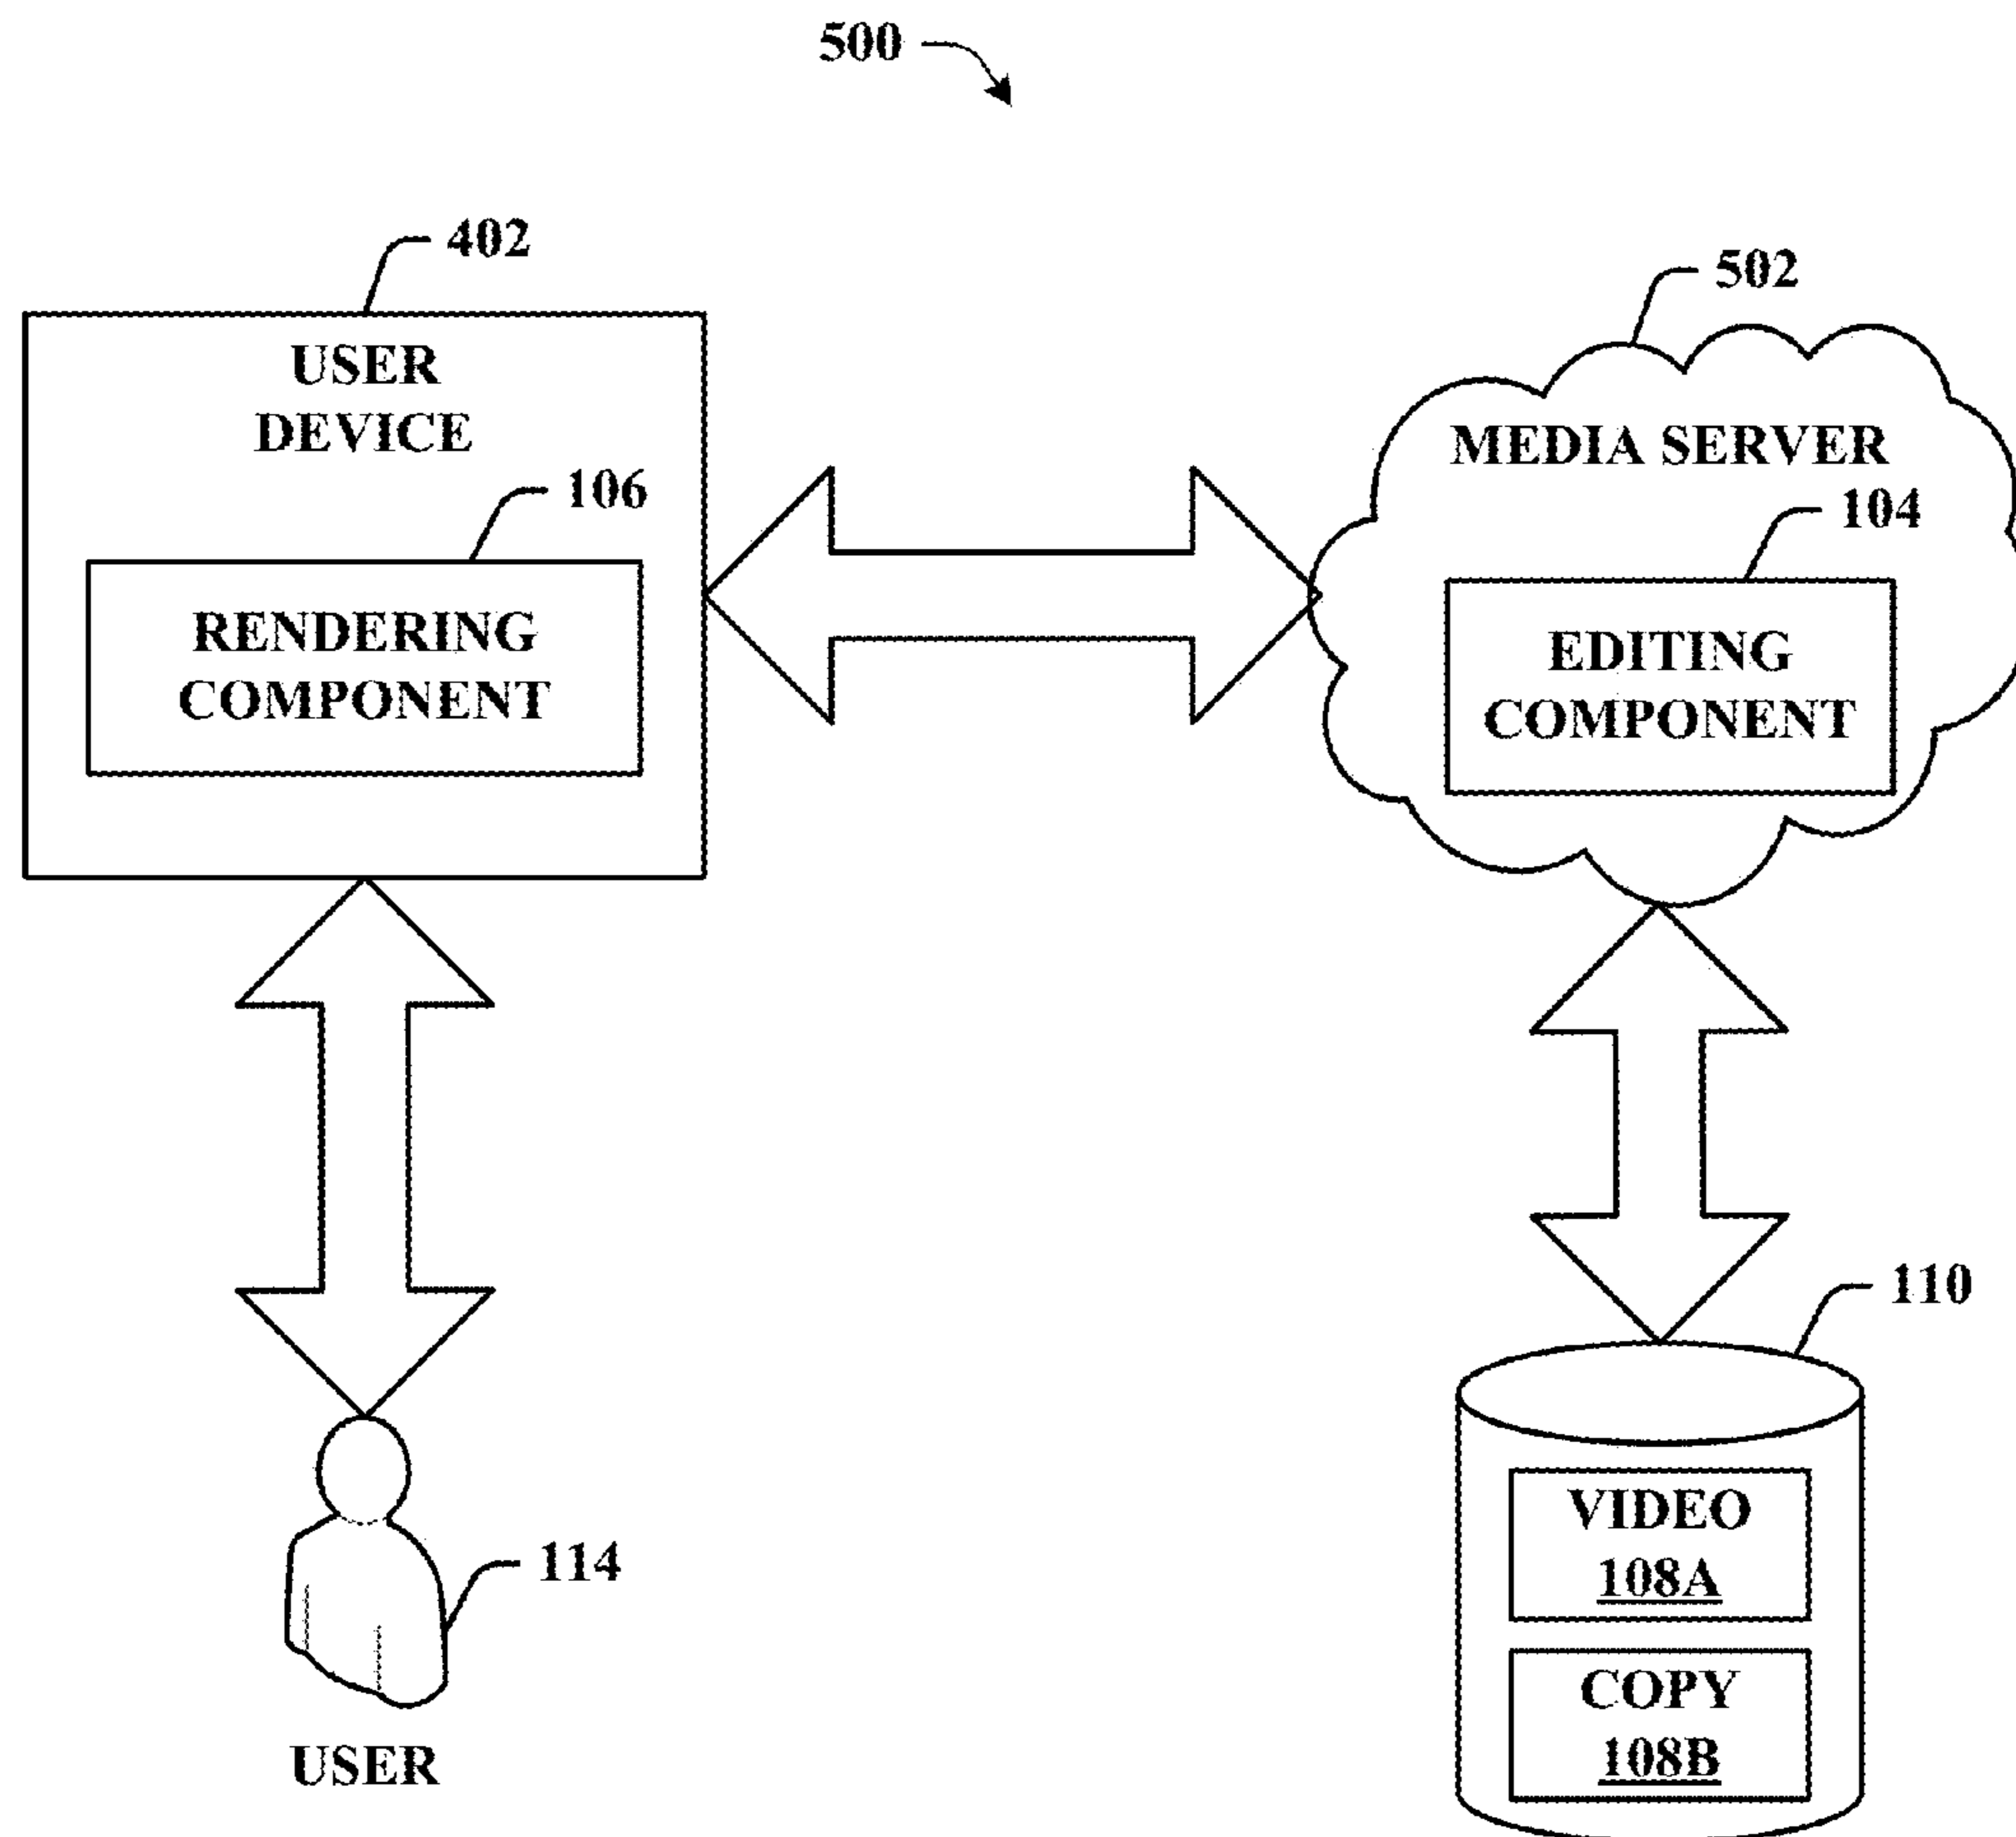 500
402
USER
DEVICE
106
RENDERING
COMPONENT
502
MEDIA SERVER
104
EDITING
COMPONENT
114
USER
110
VIDEO
108A
COPY
108B